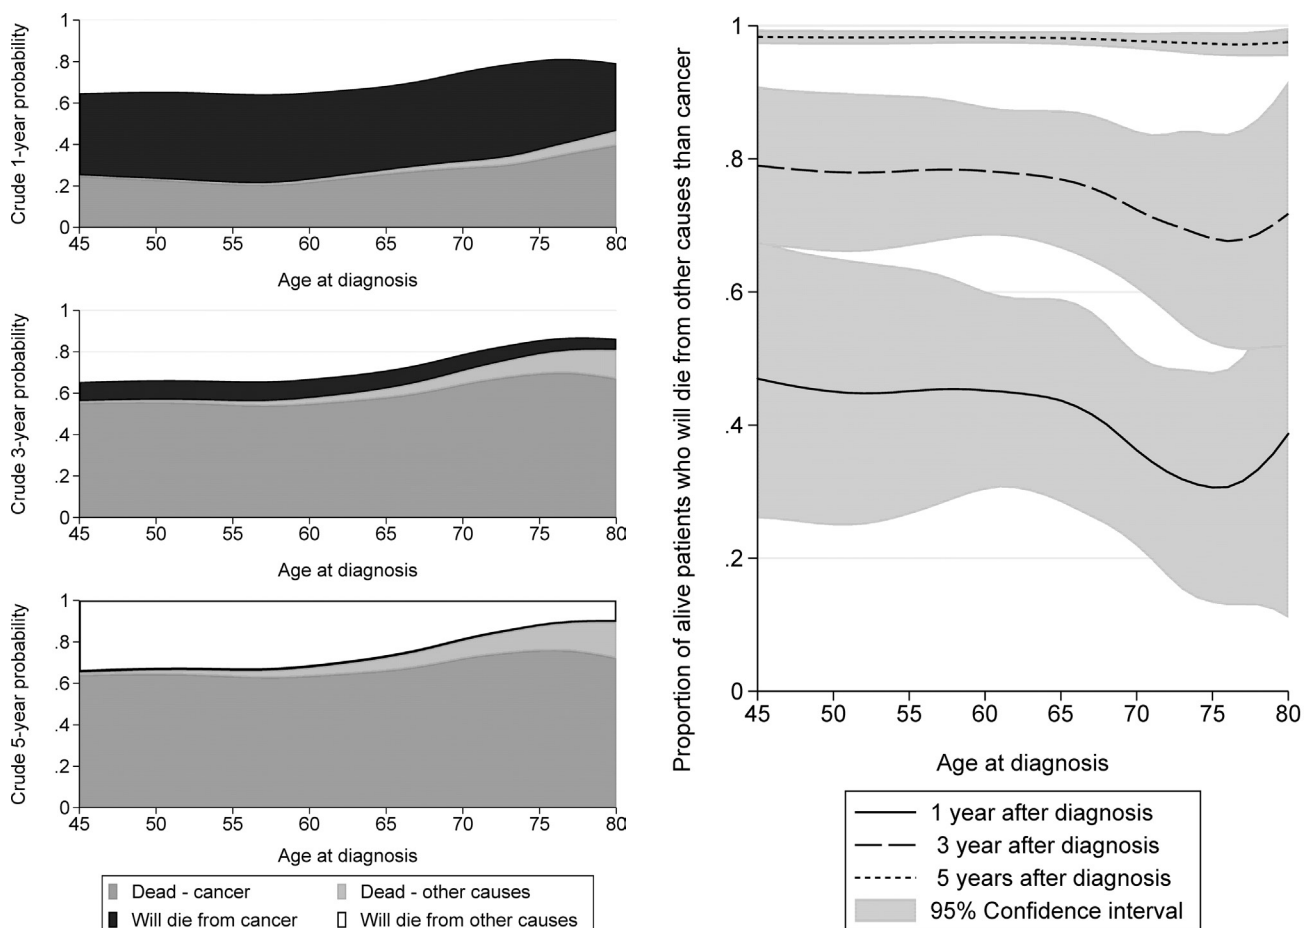 Crude 1-year probability
1
.8
.6
.4
.2
0
45 50 55 60 65 70 75 80
Age at diagnosis
Crude 3-year probability
1
.8
.6
.4
.2
0
45 50 55 60 65 70 75 80
Age at diagnosis
Crude 5-year probability
1
.8
.6
.4
.2
0
45 50 55 60 65 70 75 80
Age at diagnosis
Dead - cancer Dead - other causes
Will die from cancer Will die from other causes
Proportion of alive patients who will die from other causes than cancer
1
.8
.6
.4
.2
0
45 50 55 60 65 70 75 80
Age at diagnosis
1 year after diagnosis
3 year after diagnosis
5 years after diagnosis
95% Confidence interval